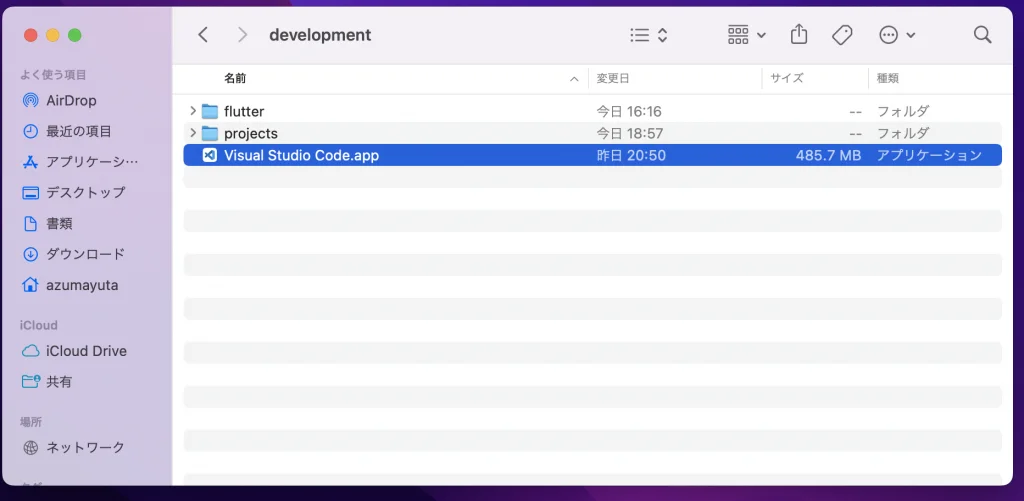 development
よく使う項目
AirDrop
最近の項目
アプリケーシ…
デスクトップ
書類
ダウンロード
azumayuta
iCloud
iCloud Drive
共有
場所
ネットワーク
名前 変更日 サイズ 種類
flutter 今日 16:16 -- フォルダ
projects 今日 18:57 -- フォルダ
Visual Studio Code.app 昨日 20:50 485.7 MB アプリケーション